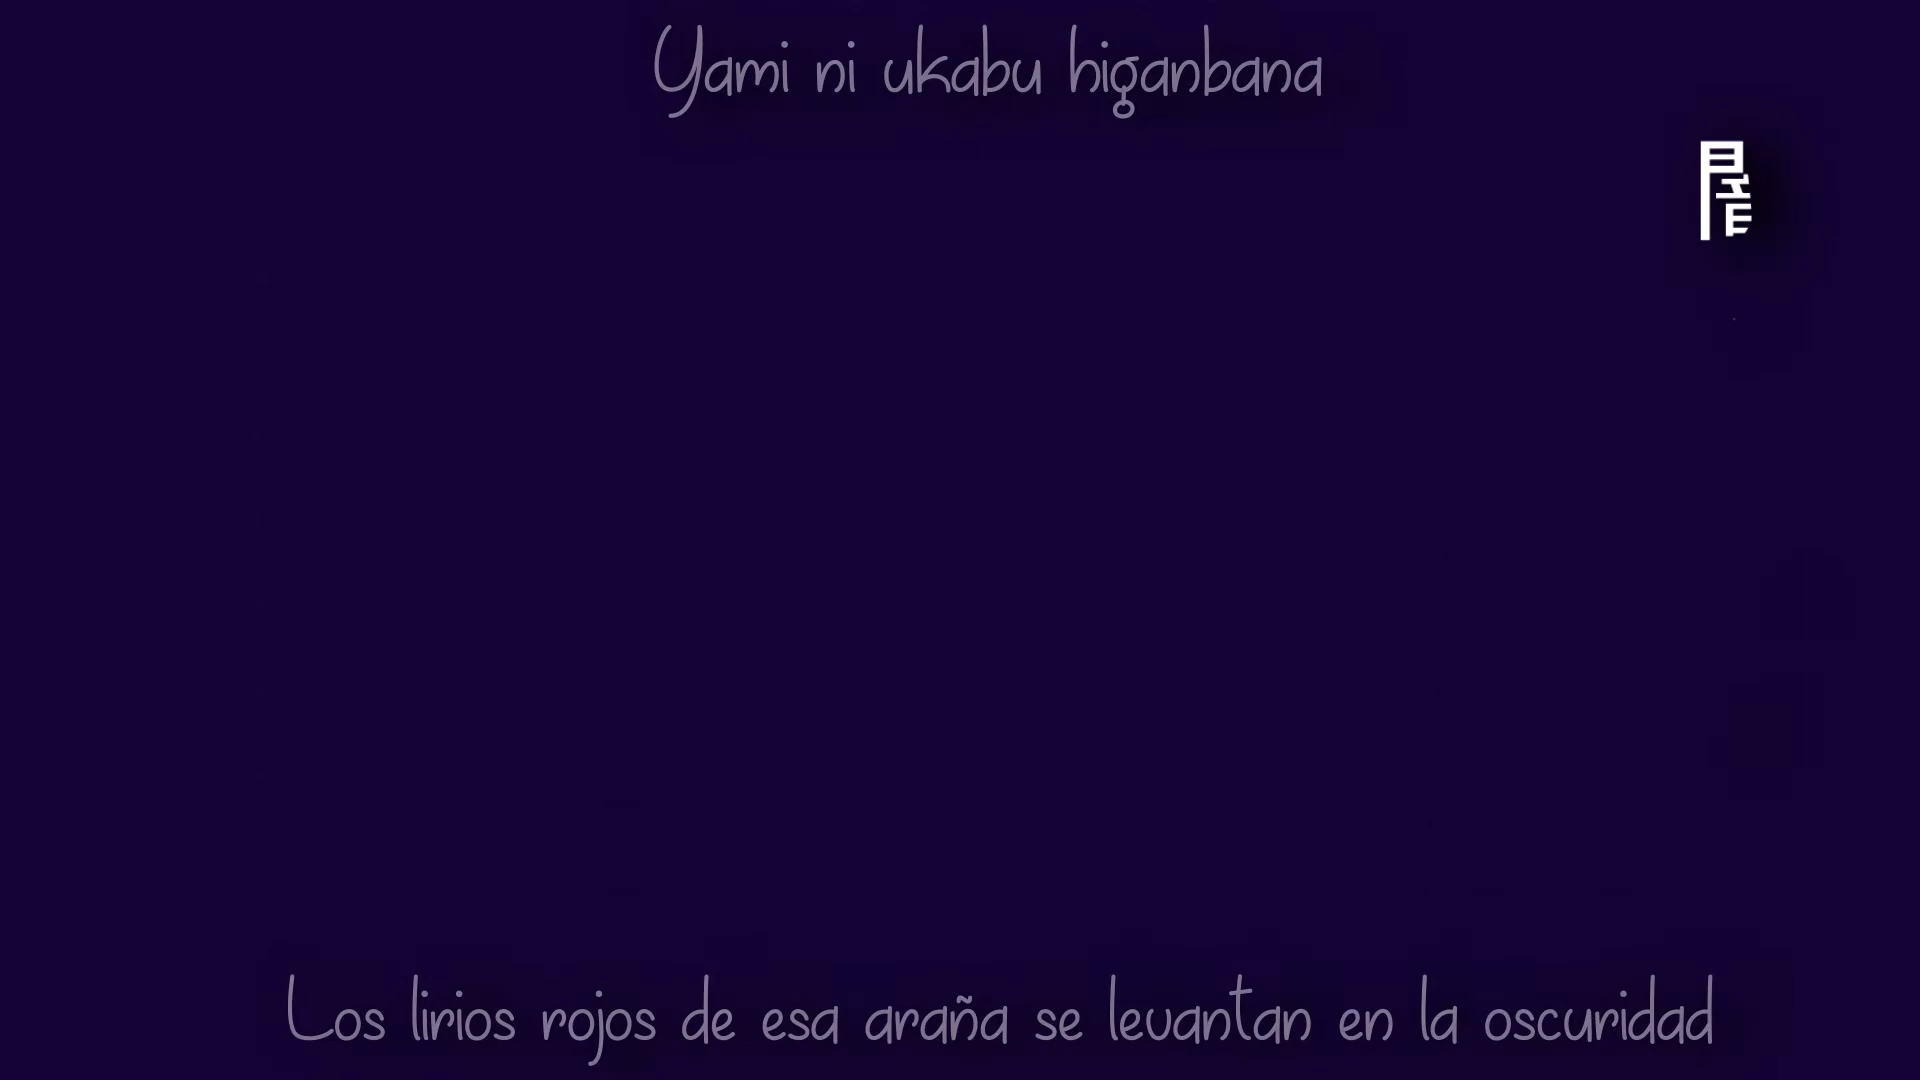 Yami ni ukabu higanbana
Los lirios rojos de esa araña se levantan en la oscuridad